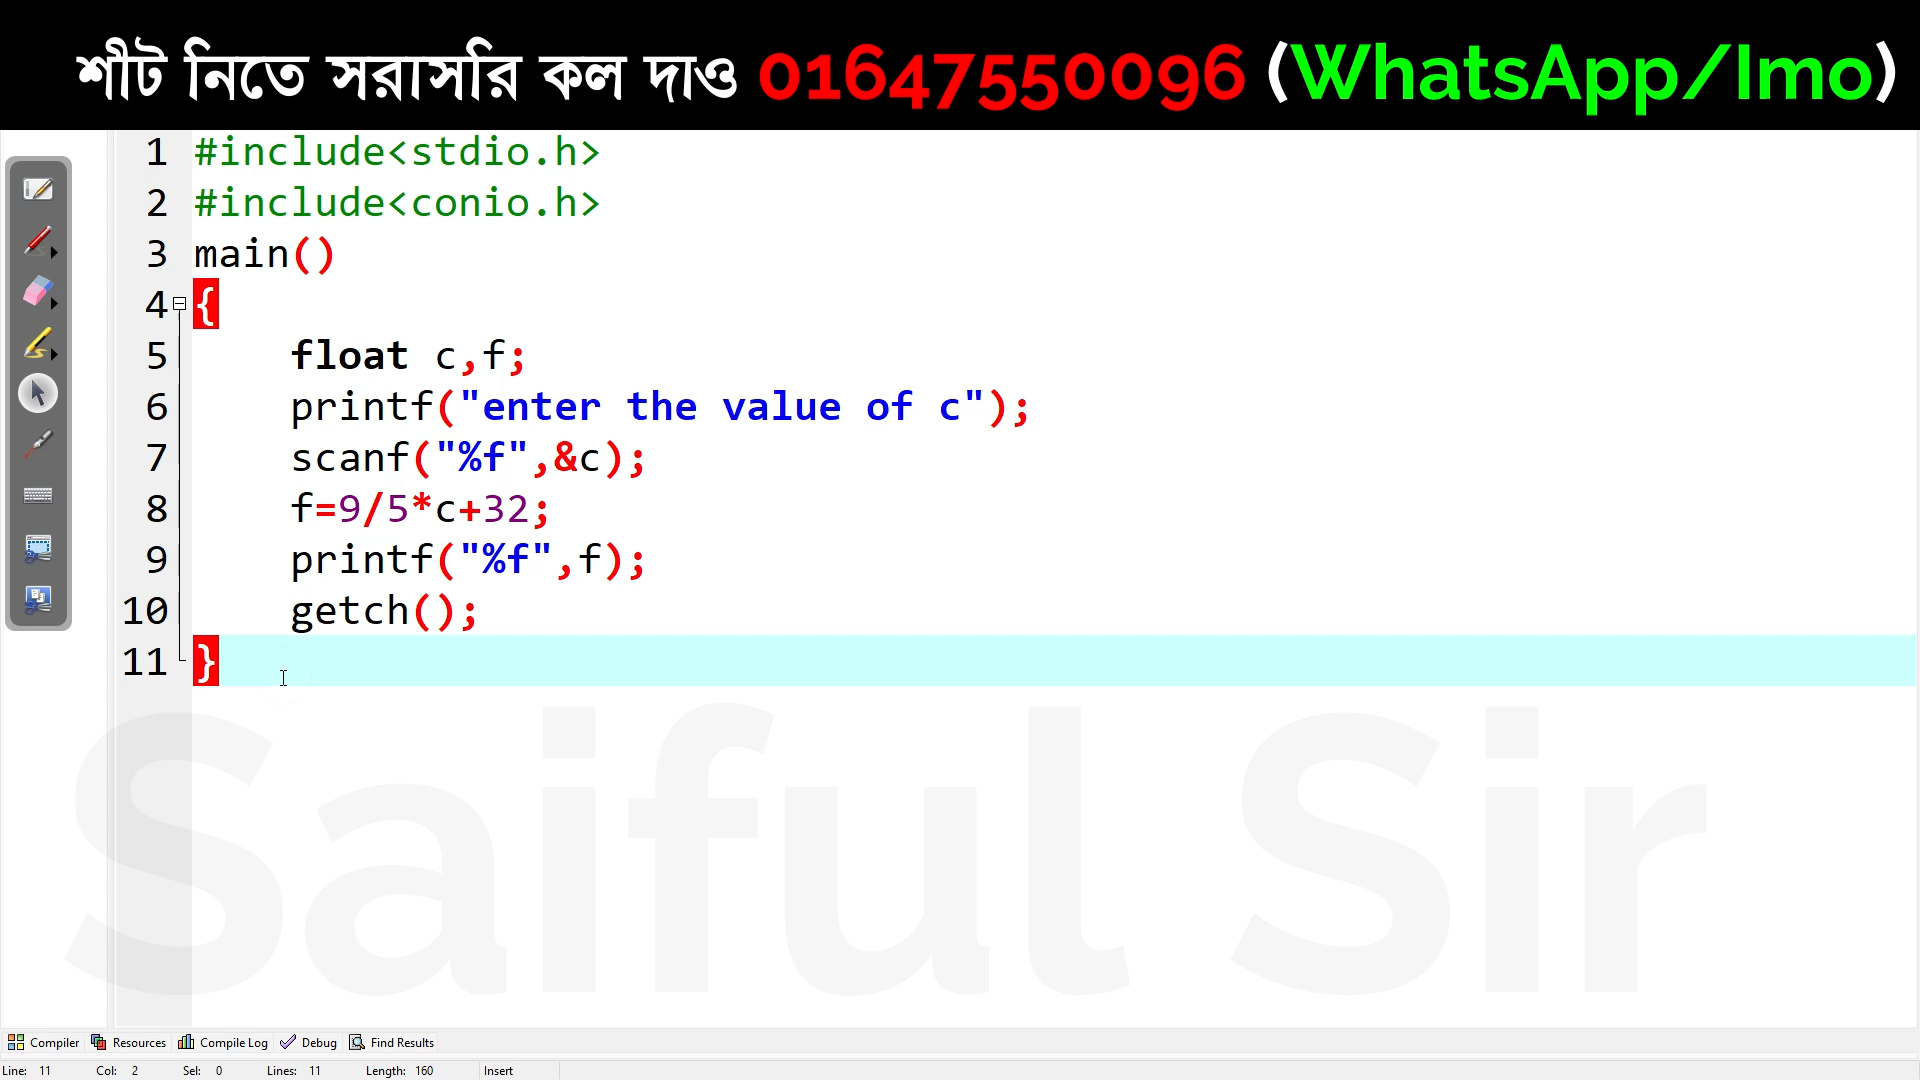 শীট নিতে সরাসরি কল দাও 01647550096 (WhatsApp/Imo)
1 #include<stdio.h>
2 #include<conio.h>
3 main()
4 {
5 float c,f;
6 printf("enter the value of c");
7 scanf("%f",&c);
8 f=9/5*c+32;
9 printf("%f",f);
10 getch();
11 }
Saiful Sir
Compiler Resources Compile Log Debug Find Results
Line: 11 Col: 2 Sel: 0 Lines: 11 Length: 160 Insert